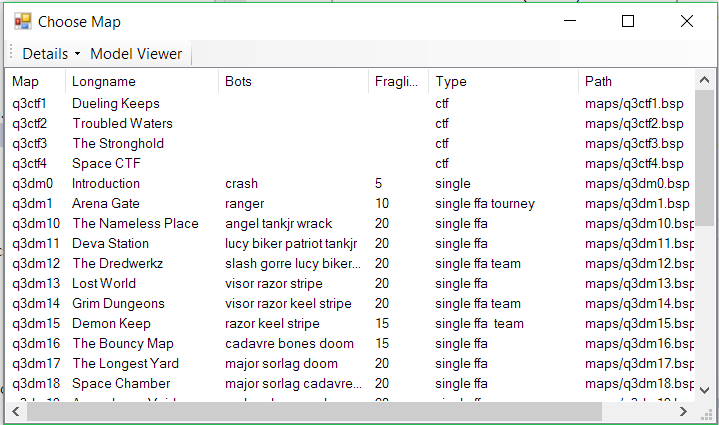 Choose Map
Details Model Viewer
Map Longname Bots Fragli... Type Path
q3ctf1 Dueling Keeps ctf maps/q3ctf1.bsp
q3ctf2 Troubled Waters ctf maps/q3ctf2.bsp
q3ctf3 The Stronghold ctf maps/q3ctf3.bsp
q3ctf4 Space CTF ctf maps/q3ctf4.bsp
q3dm0 Introduction crash 5 single maps/q3dm0.bsp
q3dm1 Arena Gate ranger 10 single ffa tourney maps/q3dm1.bsp
q3dm10 The Nameless Place angel tankjr wrack 20 single ffa maps/q3dm10.bsp
q3dm11 Deva Station lucy biker patriot tankjr 20 single ffa maps/q3dm11.bsp
q3dm12 The Dredwerkz slash gorre lucy biker... 20 single ffa team maps/q3dm12.bsp
q3dm13 Lost World visor razor stripe 20 single ffa maps/q3dm13.bsp
q3dm14 Grim Dungeons visor razor keel stripe 20 single ffa team maps/q3dm14.bsp
q3dm15 Demon Keep razor keel stripe 15 single ffa  team maps/q3dm15.bsp
q3dm16 The Bouncy Map cadavre bones doom 15 single ffa maps/q3dm16.bsp
q3dm17 The Longest Yard major sorlag doom 20 single ffa maps/q3dm17.bsp
q3dm18 Space Chamber major sorlag cadavre... 20 single ffa maps/q3dm18.bsp